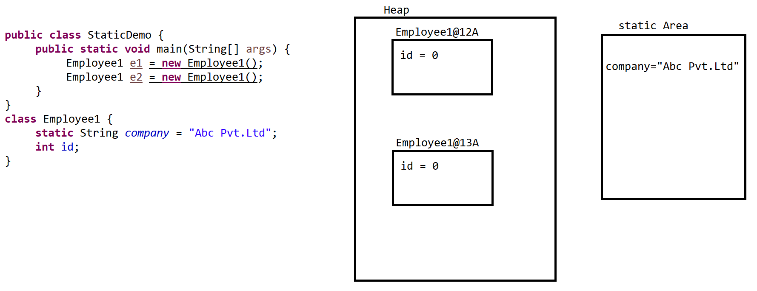 public class StaticDemo {
public static void main(String[] args) {
Employee1 e1 = new Employee1();
Employee1 e2 = new Employee1();
}
}
class Employee1 {
static String company = "Abc Pvt.Ltd";
int id;
}
Heap
Employee1@12A
id = 0
Employee1@13A
id = 0
static Area
company="Abc Pvt.Ltd"